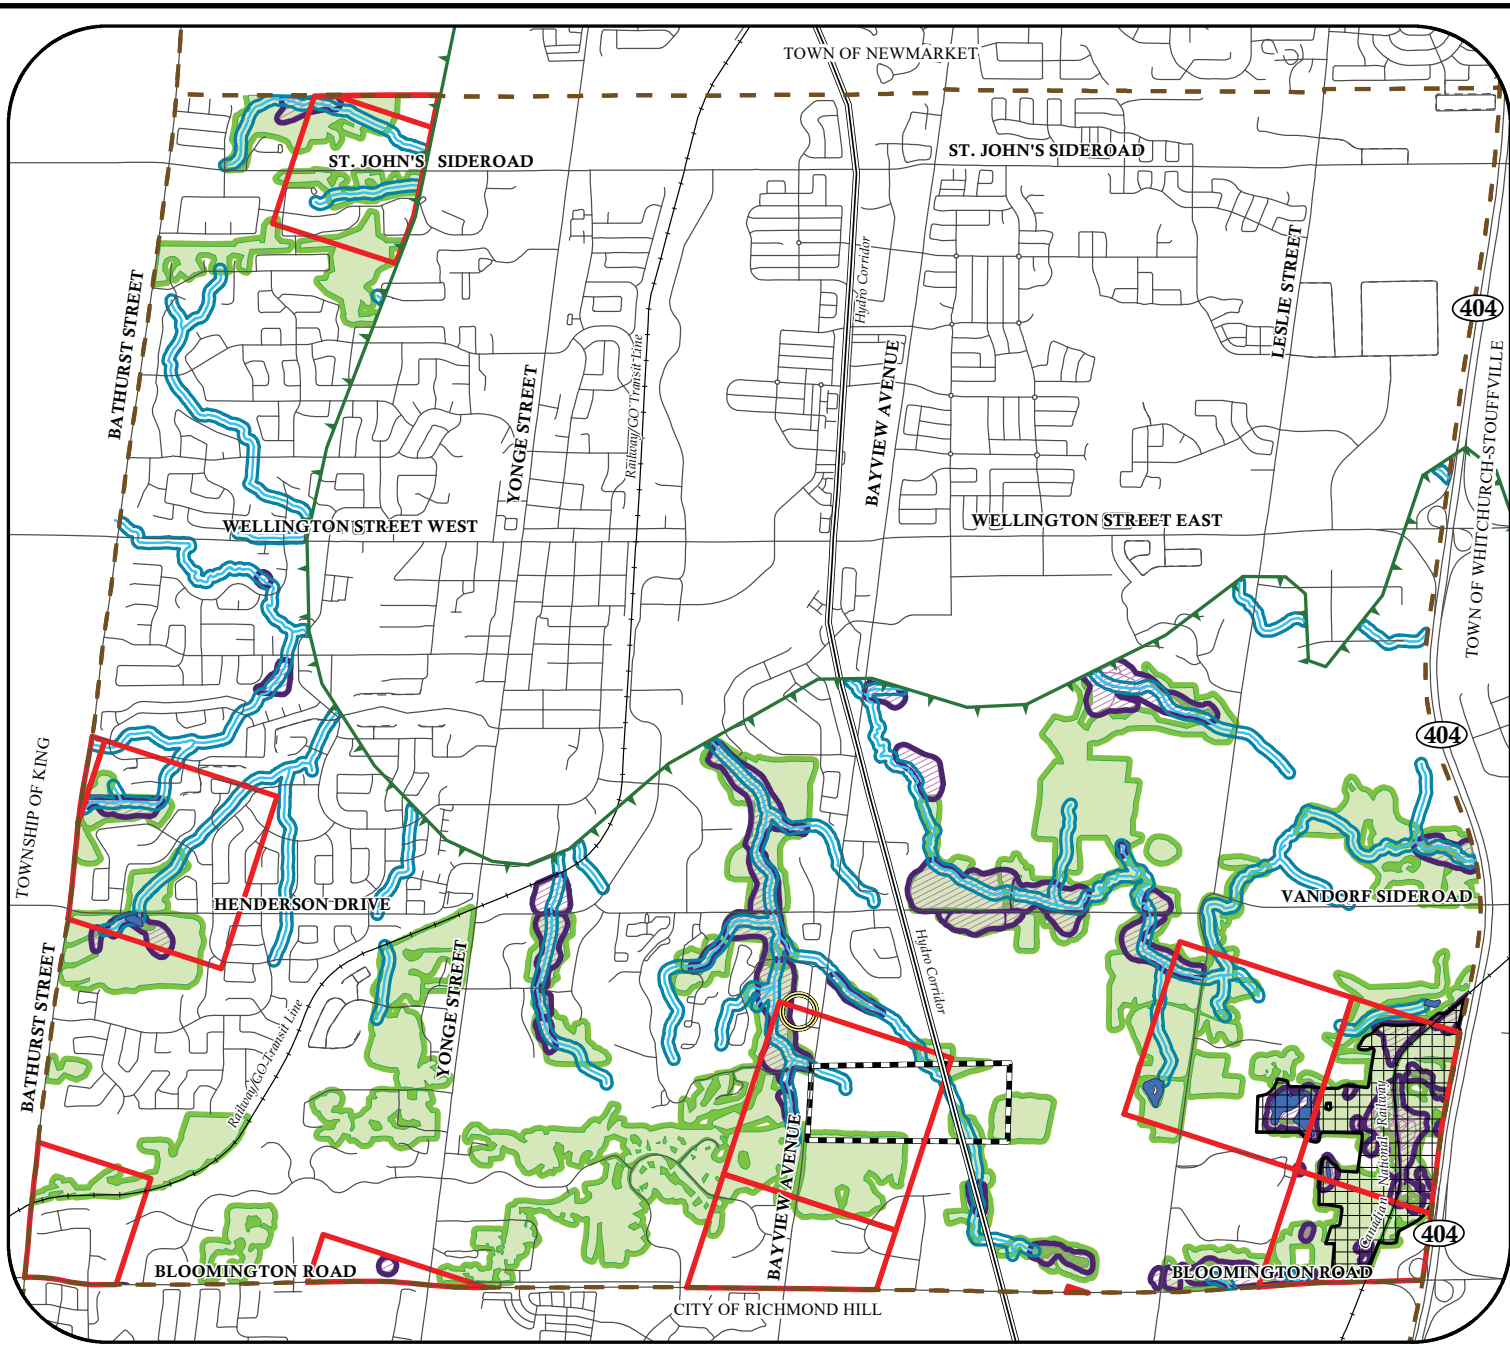 TOWN OF NEWMARKET
ST. JOHN'S SIDEROAD
ST. JOHN'S SIDEROAD
BATHURST STREET
YONGE STREET
Railway/GO Transit Line
Hydro Corridor
BAYVIEW AVENUE
LESLIE STREET
404
TOWN OF WHITCHURCH-STOUFFVILLE
WELLINGTON STREET WEST
WELLINGTON STREET EAST
404
TOWNSHIP OF KING
HENDERSON DRIVE
VANDORF SIDEROAD
BATHURST STREET
YONGE STREET
Railway/GO Transit Line
Hydro Corridor
BAYVIEW AVENUE
Canadian National Railway
404
BLOOMINGTON ROAD
BLOOMINGTON ROAD
CITY OF RICHMOND HILL